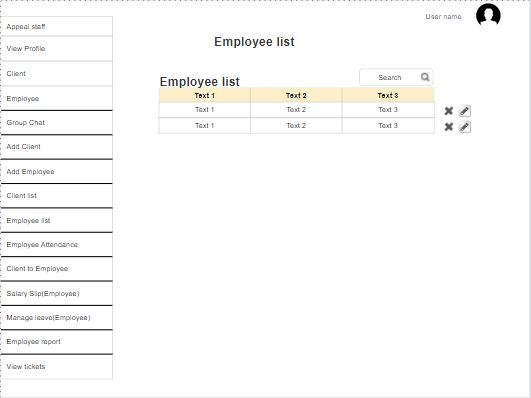 User name
Appeal staff
View Profile
Client
Employee
Group Chat
Add Client
Add Employee
Client list
Employee list
Employee Attendance
Client to Employee
Salary Slip(Employee)
Manage leave(Employee)
Employee report
View tickets
Employee list
Search
Employee list
Text 1 Text 2 Text 3
Text 1 Text 2 Text 3
Text 1 Text 2 Text 3